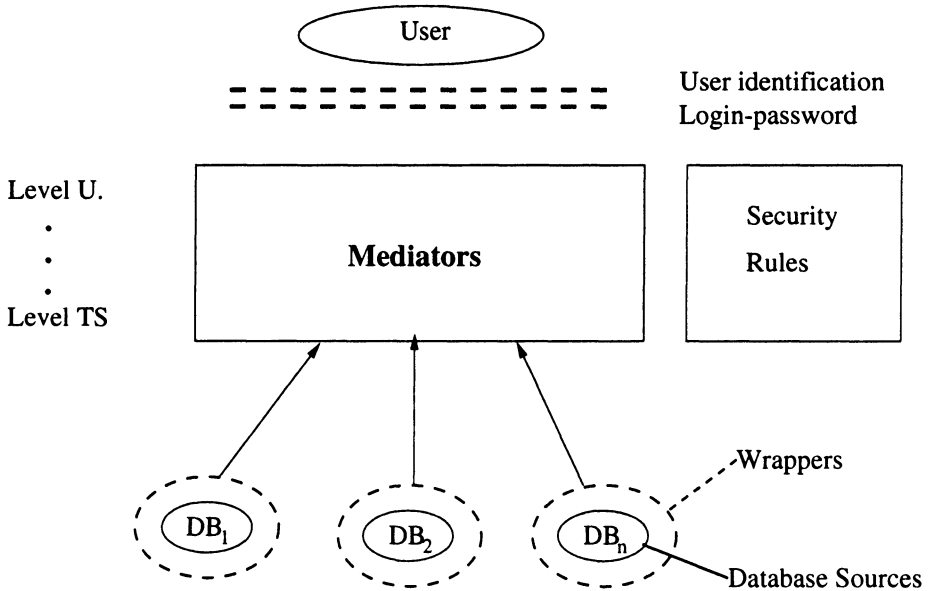 User
User identification
Login-password
Level U.
Security
Mediators
Rules
Level TS
Wrappers
DB1
DB2
DBn
Database Sources